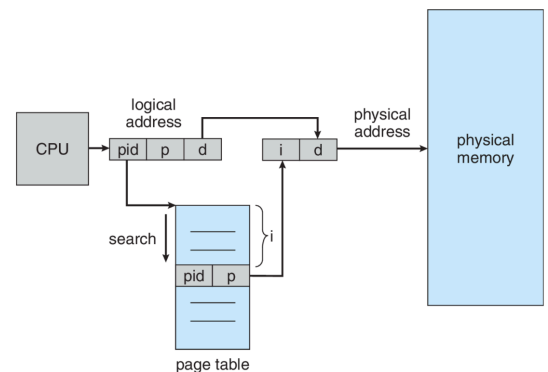 logical
address
physical
address
CPU
pid p d
i d
physical
memory
search
i
pid p
page table